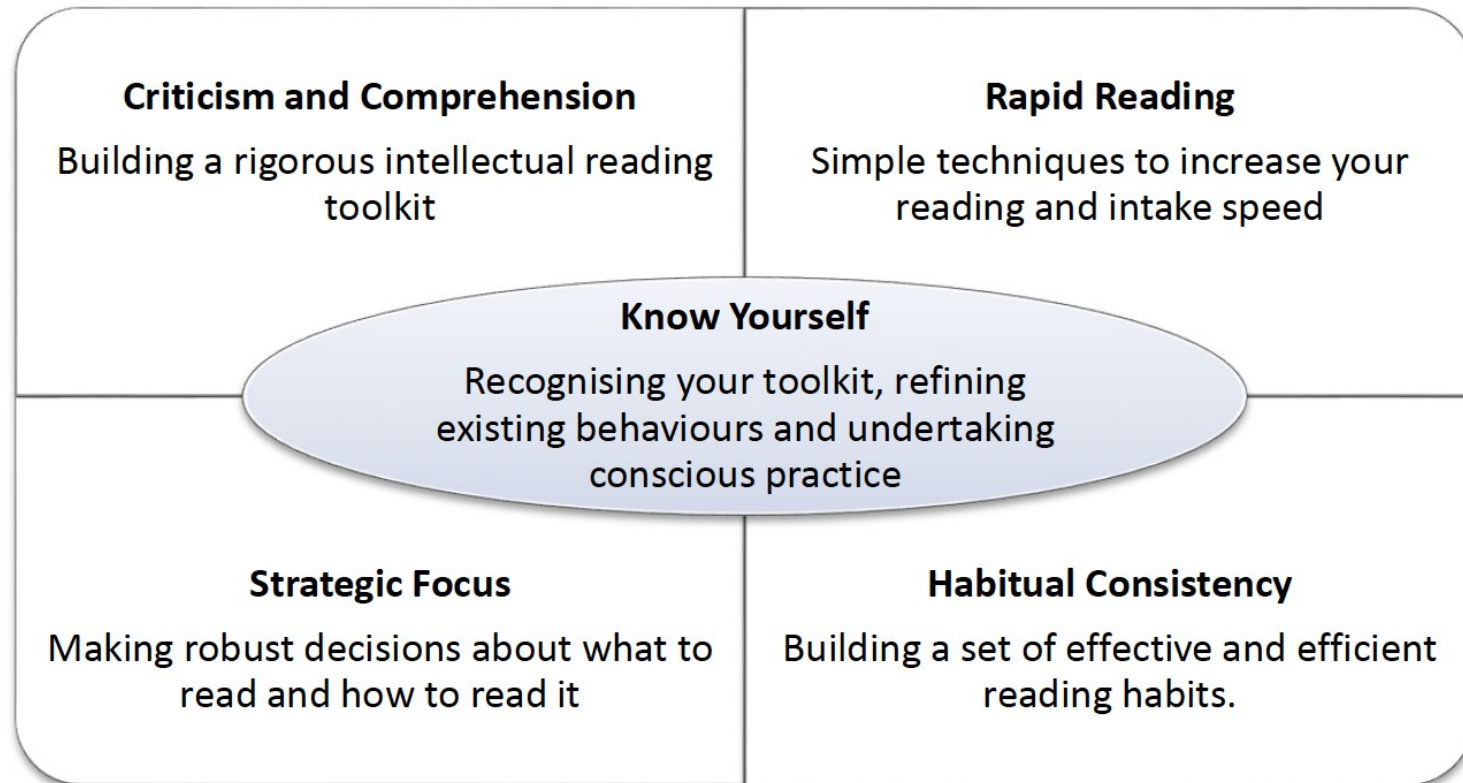 Criticism and Comprehension
Building a rigorous intellectual reading
toolkit
Rapid Reading
Simple techniques to increase your
reading and intake speed
Know Yourself
Recognising your toolkit, refining
existing behaviours and undertaking
conscious practice
Strategic Focus
Making robust decisions about what to
read and how to read it
Habitual Consistency
Building a set of effective and efficient
reading habits.